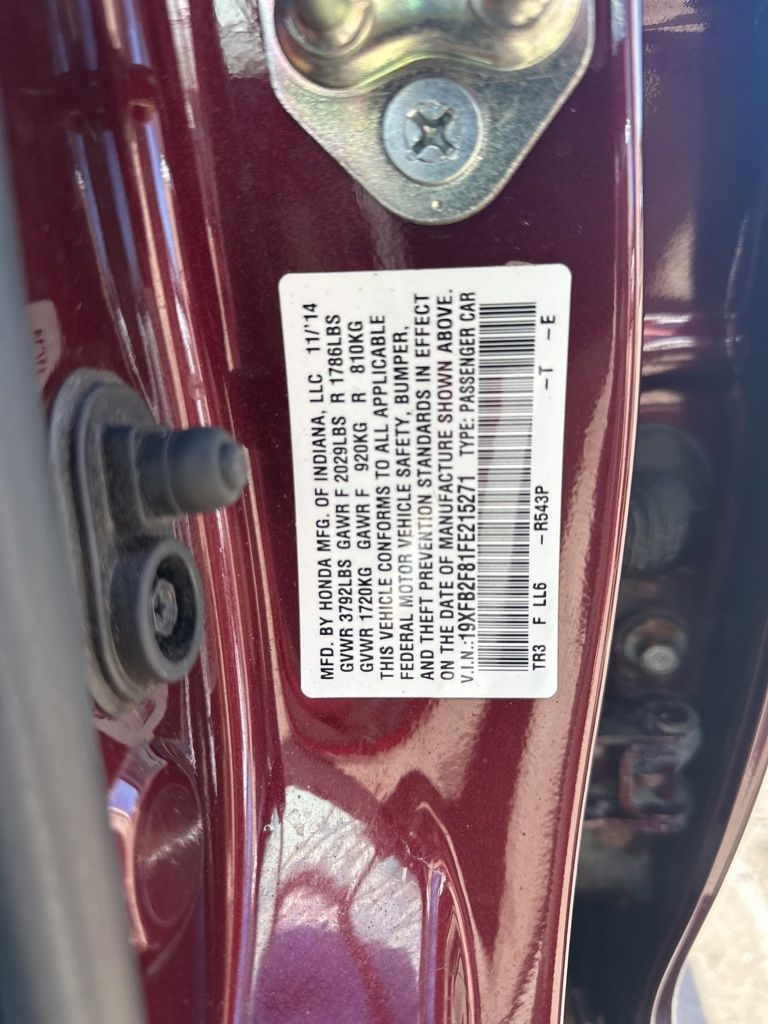 MFD. BY HONDA MFG. OF INDIANA, LLC 11/'14
GVWR 3792LBS GAWR F 2029LBS R 1786LBS
GVWR 1720KG GAWR F 920KG R 810KG
THIS VEHICLE CONFORMS TO ALL APPLICABLE
FEDERAL MOTOR VEHICLE SAFETY, BUMPER,
AND THEFT PREVENTION STANDARDS IN EFFECT
ON THE DATE OF MANUFACTURE SHOWN ABOVE.
V.I.N.:19XFB2F81FE215271 TYPE: PASSENGER CAR
TR3 F LL6 -R543P -T -E